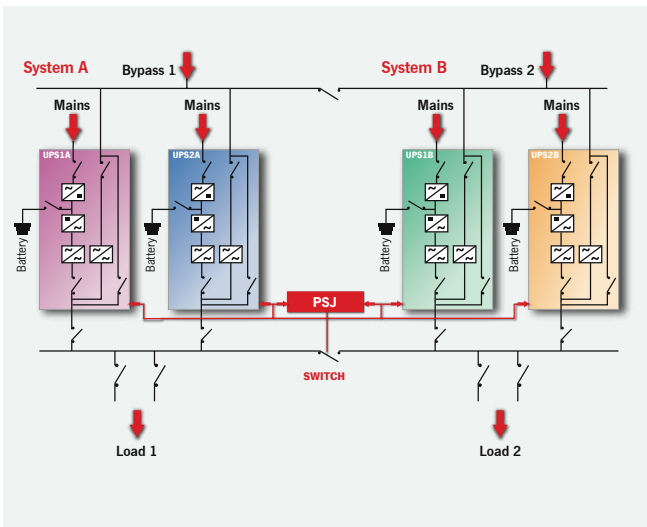 System A
Bypass 1
System B
Bypass 2
Mains
Mains
Mains
Mains
UPS1A
UPS2A
UPS1B
UPS2B
Battery
Battery
Battery
Battery
PSJ
SWITCH
Load 1
Load 2